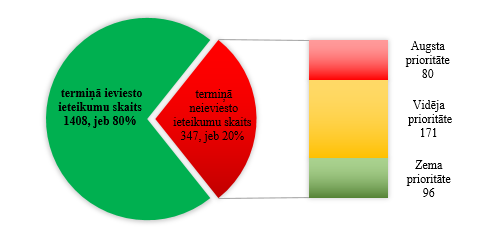 termiņā ieviesto
ieteikumu skaits
1408, jeb 80%
termiņā
neieviesto
ieteikumu skaits
347, jeb 20%
Augsta
prioritāte
80
Vidēja
prioritāte
171
Zema
prioritāte
96